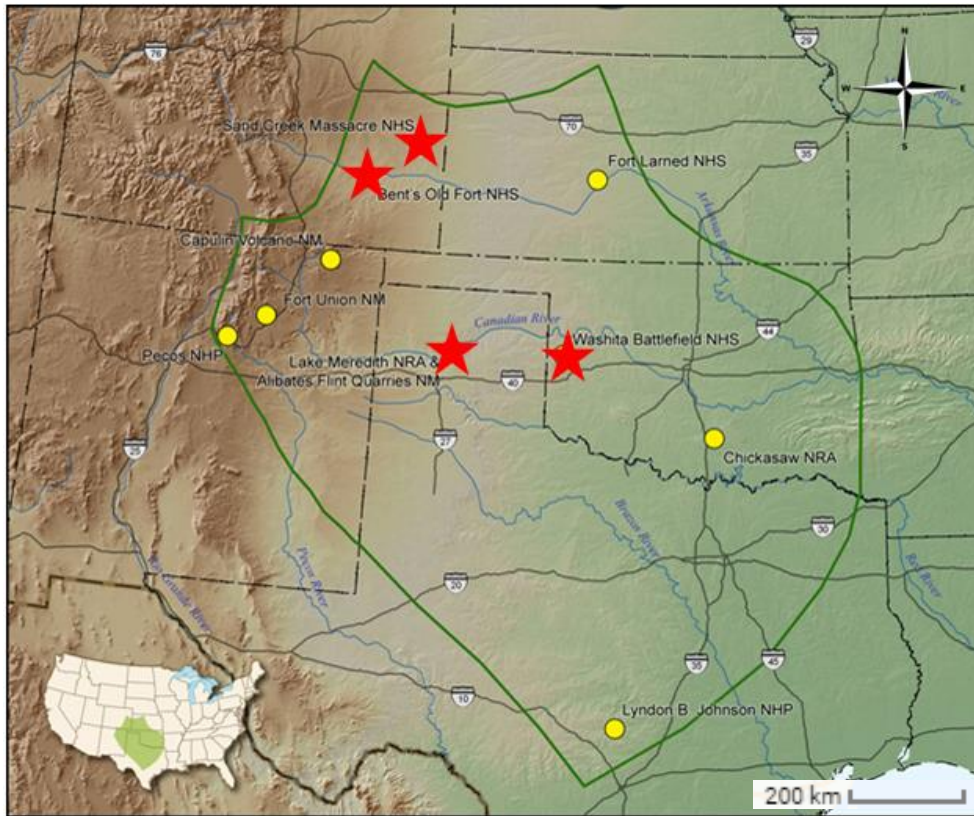 N
W
E
S
76
29
70
35
Sand Creek Massacre NHS
Fort Larned NHS
Bent's Old Fort NHS
Arkansas River
Capulin Volcano NM
Fort Union NM
Canadian River
44
Washita Battlefield NHS
Pecos NHP
Lake Meredith NRA &
Alibates Flint Quarries NM
40
25
27
Chickasaw NRA
Brazos River
30
Pecos River
Rio Grande River
Red River
20
35
45
10
Lyndon B. Johnson NHP
200 km